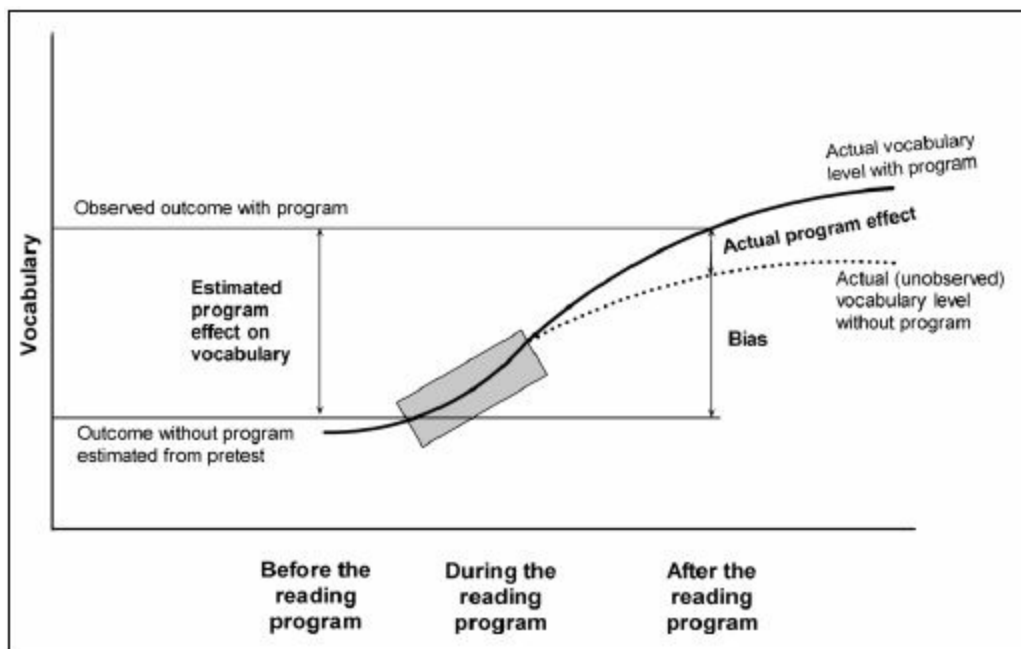 Actual vocabulary
level with program
Observed outcome with program
Actual program effect
Vocabulary
Estimated
program
effect on
vocabulary
Actual (unobserved)
vocabulary level
without program
Bias
Outcome without program
estimated from pretest
Before the
reading
program
During the
reading
program
After the
reading
program